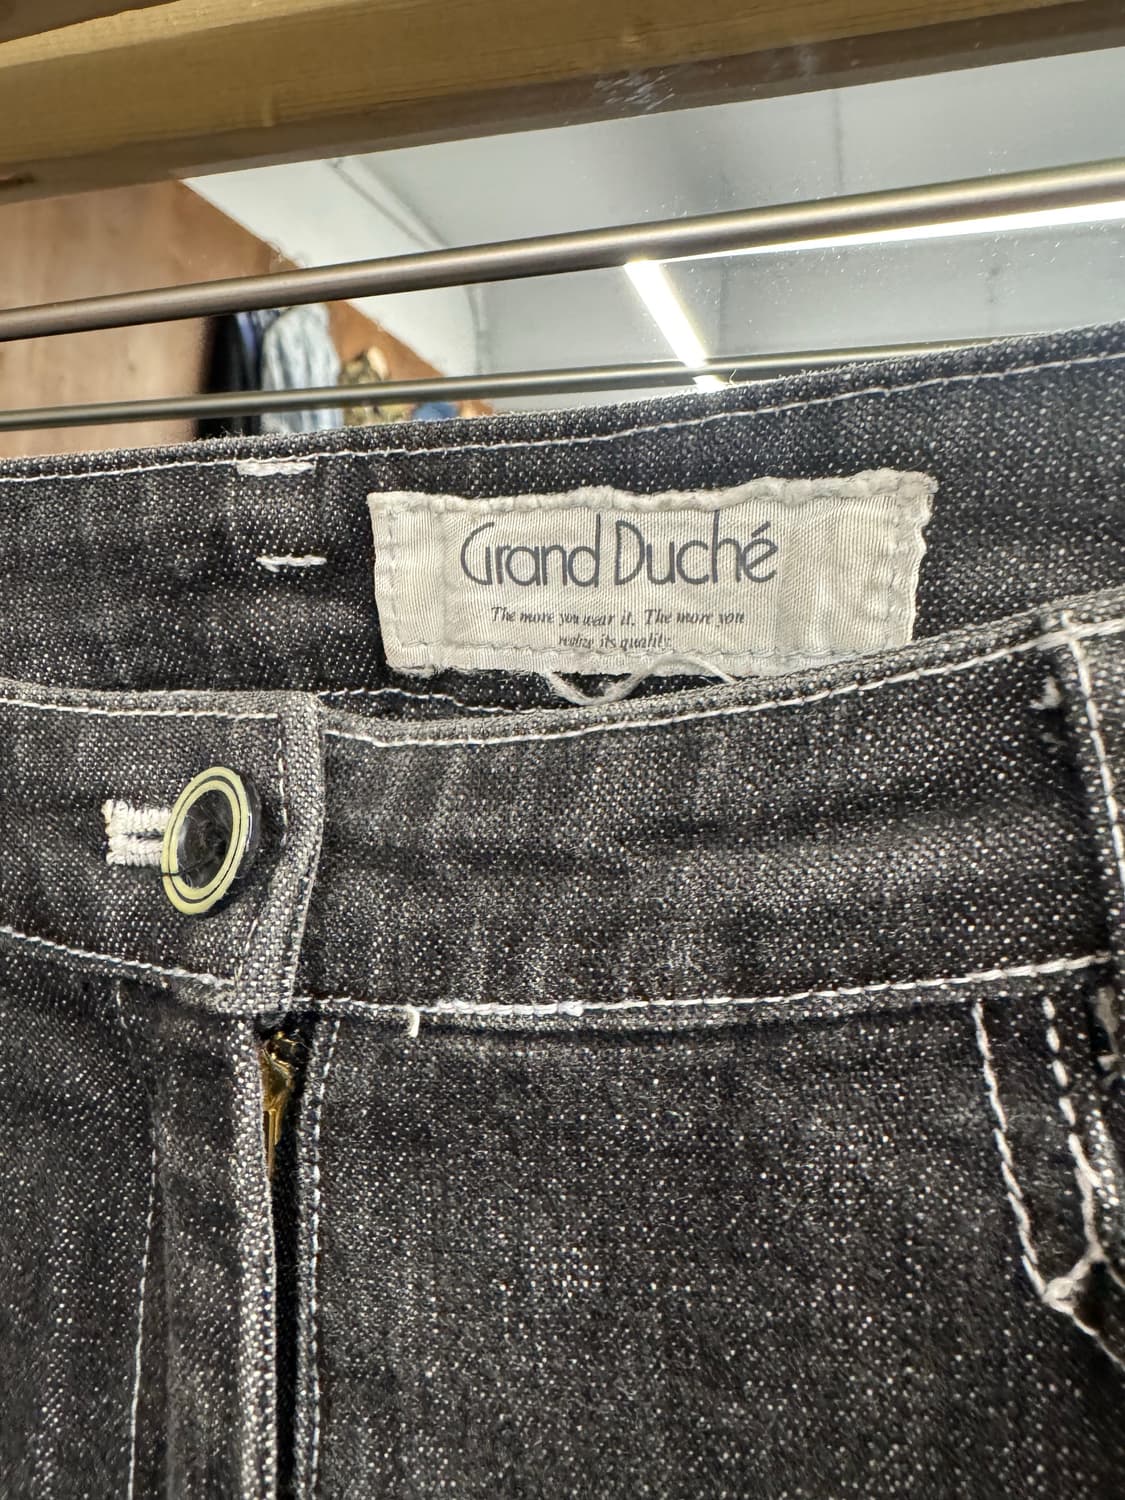 Grand Duché
The more you wear it. The more you
realize its quality.